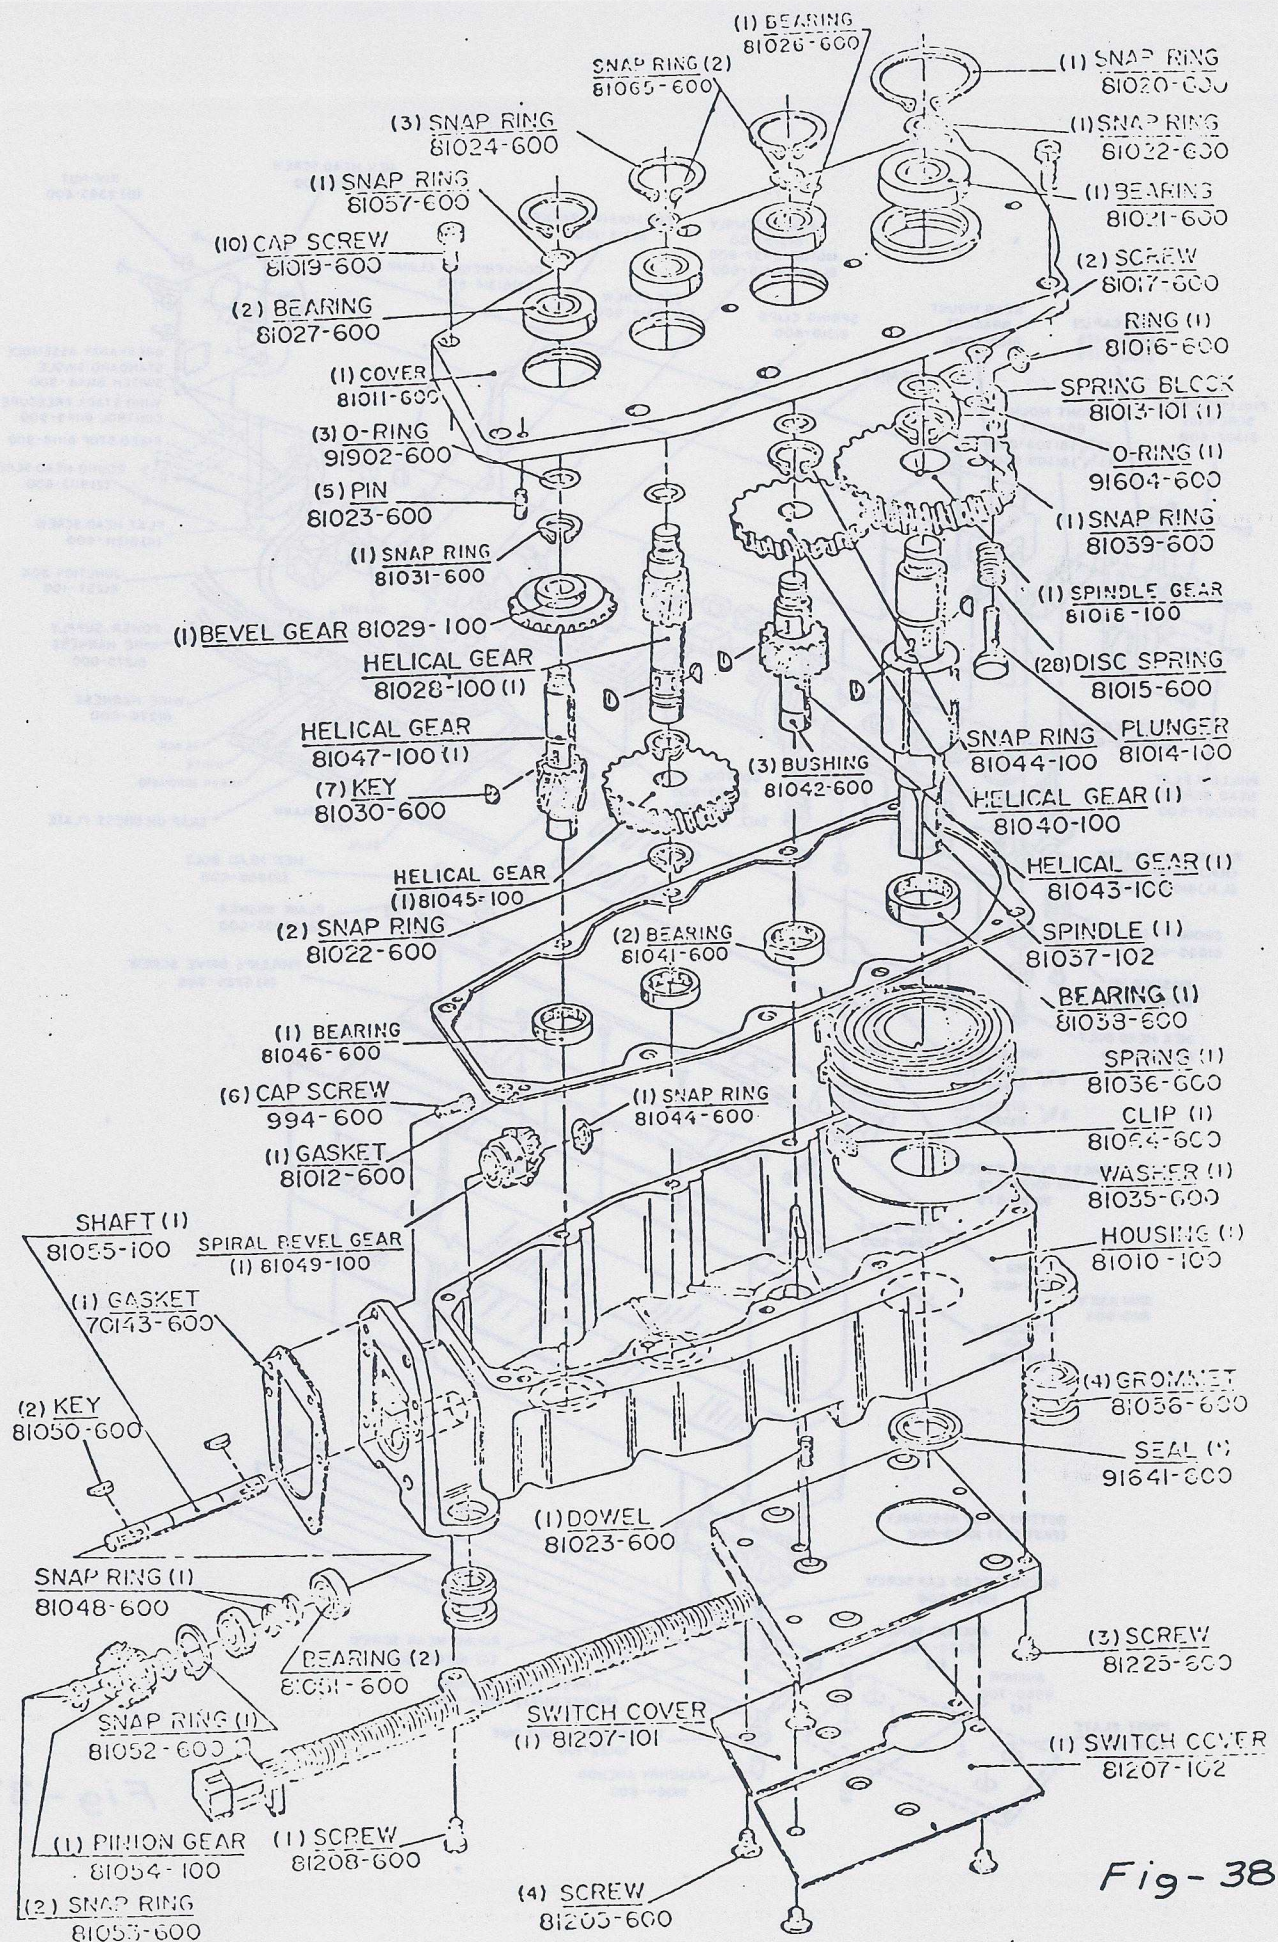 (1) BEARING
81026-600
SNAP RING (2)
81065-600
(1) SNAP RING
81020-600
(3) SNAP RING
81024-600
(1) SNAP RING
81022-600
(1) SNAP RING
81057-600
(1) BEARING
81021-600
(10) CAP SCREW
81019-600
(2) SCREW
81017-600
(2) BEARING
81027-600
RING (1)
81016-600
(1) COVER
81011-600
SPRING BLOCK
81013-101 (1)
(3) O-RING
91902-600
O-RING (1)
91604-600
(5) PIN
81023-600
(1) SNAP RING
81039-600
(1) SNAP RING
81031-600
(1) SPINDLE GEAR
81018-100
(1) BEVEL GEAR 81029-100
HELICAL GEAR
81028-100 (1)
(28) DISC SPRING
81015-600
HELICAL GEAR
81047-100 (1)
SNAP RING
81044-100
PLUNGER
81014-100
(7) KEY
81030-600
(3) BUSHING
81042-600
HELICAL GEAR (1)
81040-100
HELICAL GEAR
(1) 81045-100
HELICAL GEAR (1)
81043-100
(2) SNAP RING
81022-600
(2) BEARING
81041-600
SPINDLE (1)
81037-102
(1) BEARING
81046-600
BEARING (1)
81038-600
SPRING (1)
81036-600
(6) CAP SCREW
994-600
(1) SNAP RING
81044-600
CLIP (1)
81064-600
(1) GASKET
81012-600
WASHER (1)
81035-600
SHAFT (1)
81055-100
SPIRAL BEVEL GEAR
(1) 81049-100
HOUSING (1)
81010-100
(1) GASKET
70143-600
(2) KEY
81050-600
(4) GROMMET
81056-600
SEAL (1)
91641-600
(1) DOWEL
81023-600
SNAP RING (1)
81048-600
BEARING (2)
81051-600
(3) SCREW
81225-600
SNAP RING (1)
81052-600
SWITCH COVER
(1) 81207-101
(1) SWITCH COVER
81207-102
(1) PINION GEAR
81054-100
(1) SCREW
81208-600
(2) SNAP RING
81053-600
(4) SCREW
81205-600
Fig-38